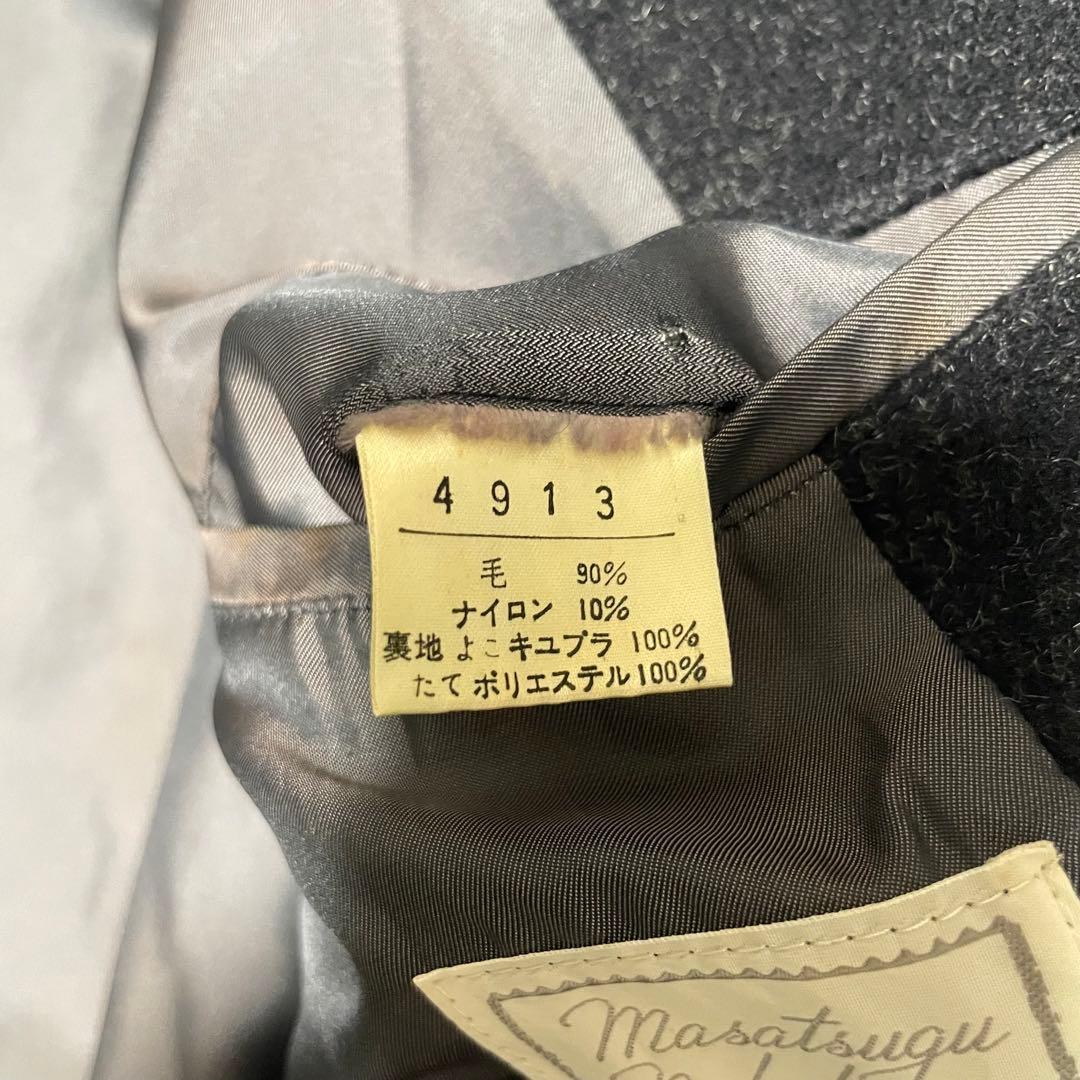 4913
毛 90%
ナイロン 10%
裏地 よこ キユプラ 100%
たて ポリエステル 100%
Masatsugu